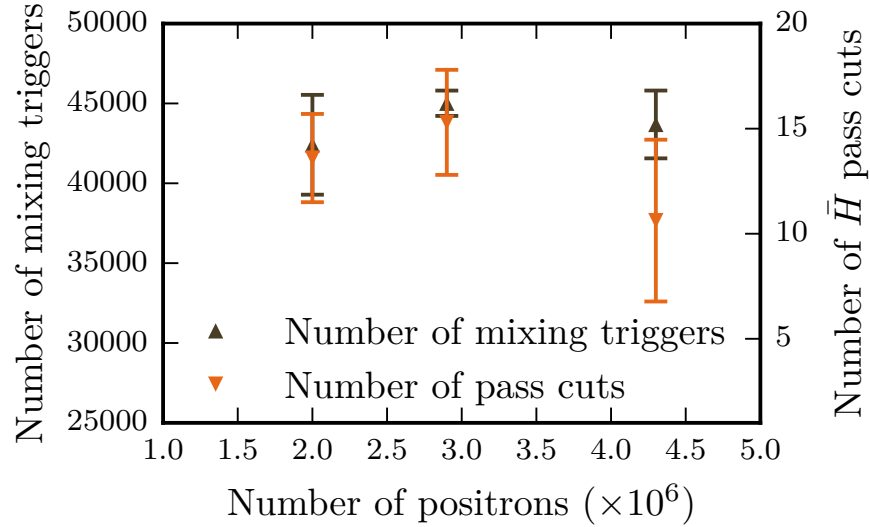 Number of mixing triggers
50000
45000
40000
35000
30000
25000
20
15
10
5
Number of H̄ pass cuts
Number of mixing triggers
Number of pass cuts
1.0 1.5 2.0 2.5 3.0 3.5 4.0 4.5 5.0
Number of positrons (×10⁶)